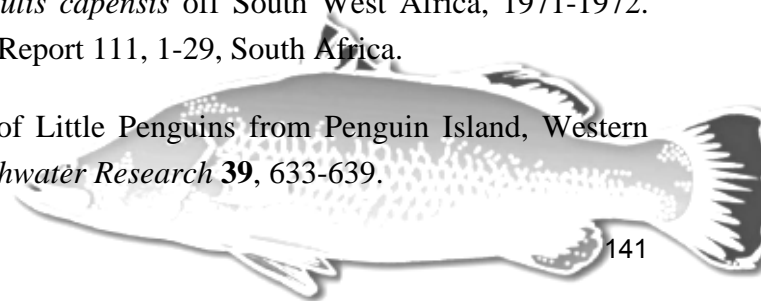 ulis capensis off South West Africa, 1971-1972.
Report 111, 1-29, South Africa.
of Little Penguins from Penguin Island, Western
hwater Research 39, 633-639.
141